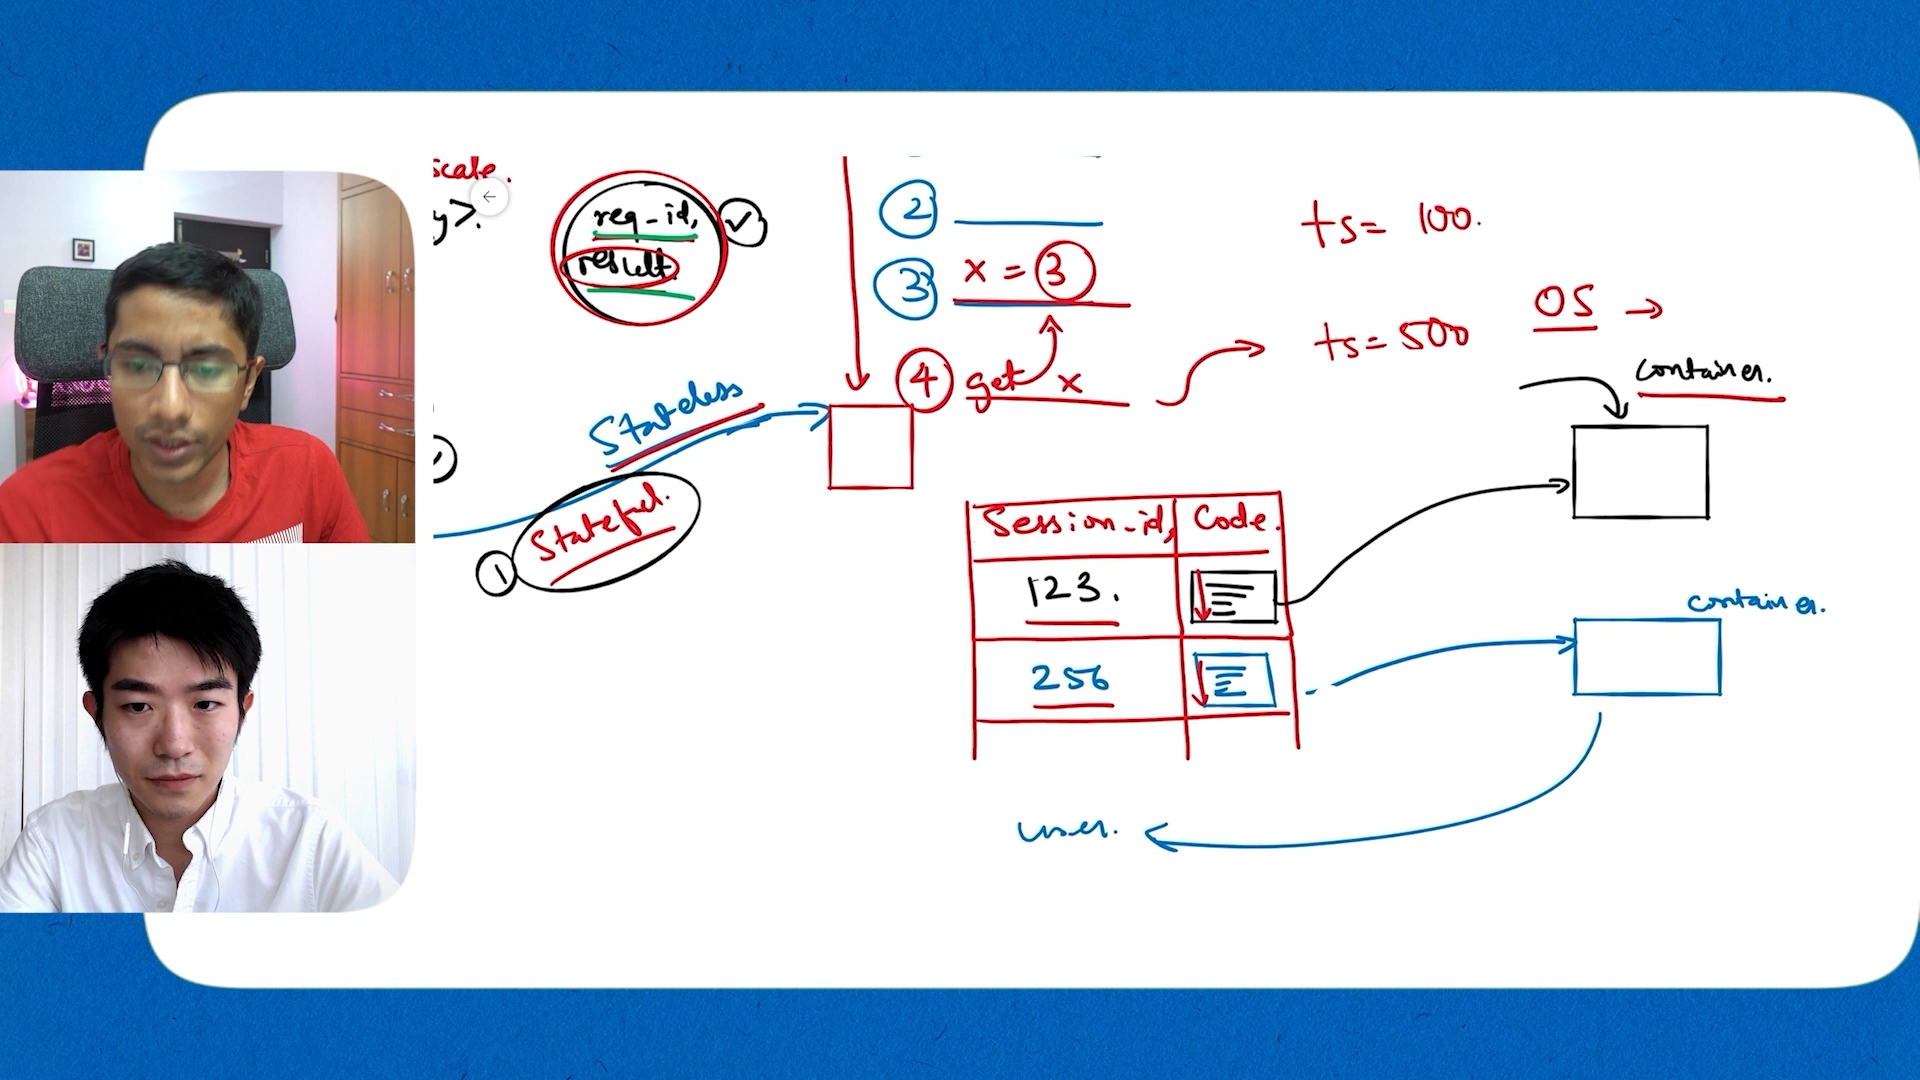 scale.
y>.
req-id,
result.
2
3 x = 3
4 get x
ts= 100.
ts= 500
OS →
container.
Stateless
1 Stateful.
Session-id, Code.
123.
256
container.
user.